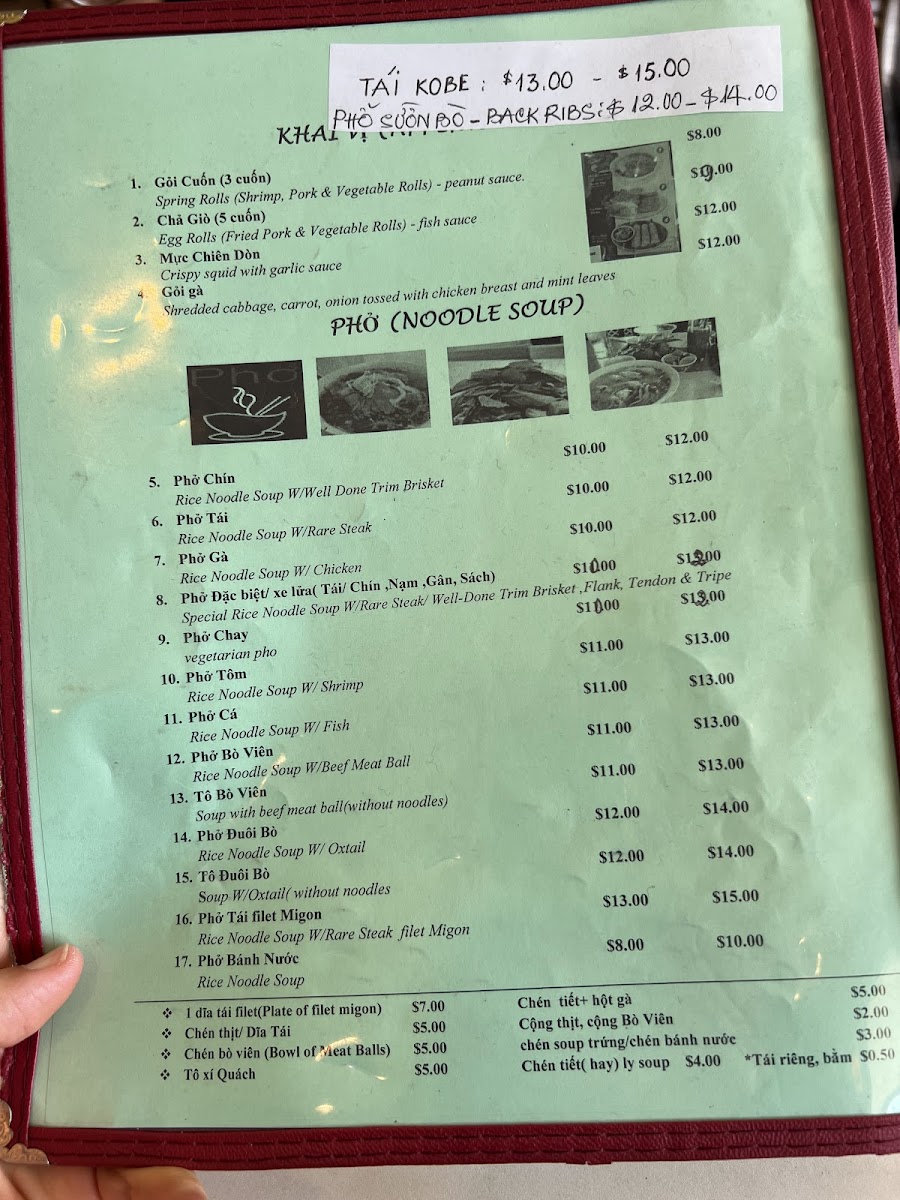 TÁI KOBE : $13.00 - $15.00
PHỞ SƯỜN BÒ - BACK RIBS: $12.00 - $14.00
KHAI VỊ
$8.00
1. Gỏi Cuốn (3 cuốn)
Spring Rolls (Shrimp, Pork & Vegetable Rolls) - peanut sauce.
$9.00
2. Chả Giò (5 cuốn)
Egg Rolls (Fried Pork & Vegetable Rolls) - fish sauce
$12.00
3. Mực Chiên Dòn
Crispy squid with garlic sauce
$12.00
4. Gỏi gà
Shredded cabbage, carrot, onion tossed with chicken breast and mint leaves
PHỞ (NOODLE SOUP)
Pho
$10.00 $12.00
5. Phở Chín
Rice Noodle Soup W/Well Done Trim Brisket
$10.00 $12.00
6. Phở Tái
Rice Noodle Soup W/Rare Steak
$10.00 $12.00
7. Phở Gà
Rice Noodle Soup W/ Chicken
$11.00 $13.00
8. Phở Đặc biệt/ xe lữa( Tái/ Chín ,Nạm ,Gân, Sách)
Special Rice Noodle Soup W/Rare Steak/ Well-Done Trim Brisket ,Flank, Tendon & Tripe
$11.00 $13.00
9. Phở Chay
vegetarian pho
$11.00 $13.00
10. Phở Tôm
Rice Noodle Soup W/ Shrimp
$11.00 $13.00
11. Phở Cá
Rice Noodle Soup W/ Fish
$11.00 $13.00
12. Phở Bò Viên
Rice Noodle Soup W/Beef Meat Ball
$11.00 $13.00
13. Tô Bò Viên
Soup with beef meat ball(without noodles)
$12.00 $14.00
14. Phở Đuôi Bò
Rice Noodle Soup W/ Oxtail
$12.00 $14.00
15. Tô Đuôi Bò
Soup W/Oxtail( without noodles
$13.00 $15.00
16. Phở Tái filet Migon
Rice Noodle Soup W/Rare Steak filet Migon
$8.00 $10.00
17. Phở Bánh Nước
Rice Noodle Soup
❖ 1 dĩa tái filet(Plate of filet migon) $7.00
❖ Chén thịt/ Dĩa Tái $5.00
❖ Chén bò viên (Bowl of Meat Balls) $5.00
❖ Tô xí Quách $5.00
Chén tiết+ hột gà $5.00
Cộng thịt, cộng Bò Viên $2.00
chén soup trứng/chén bánh nước $3.00
Chén tiết( hay) ly soup $4.00 *Tái riêng, bằm $0.50